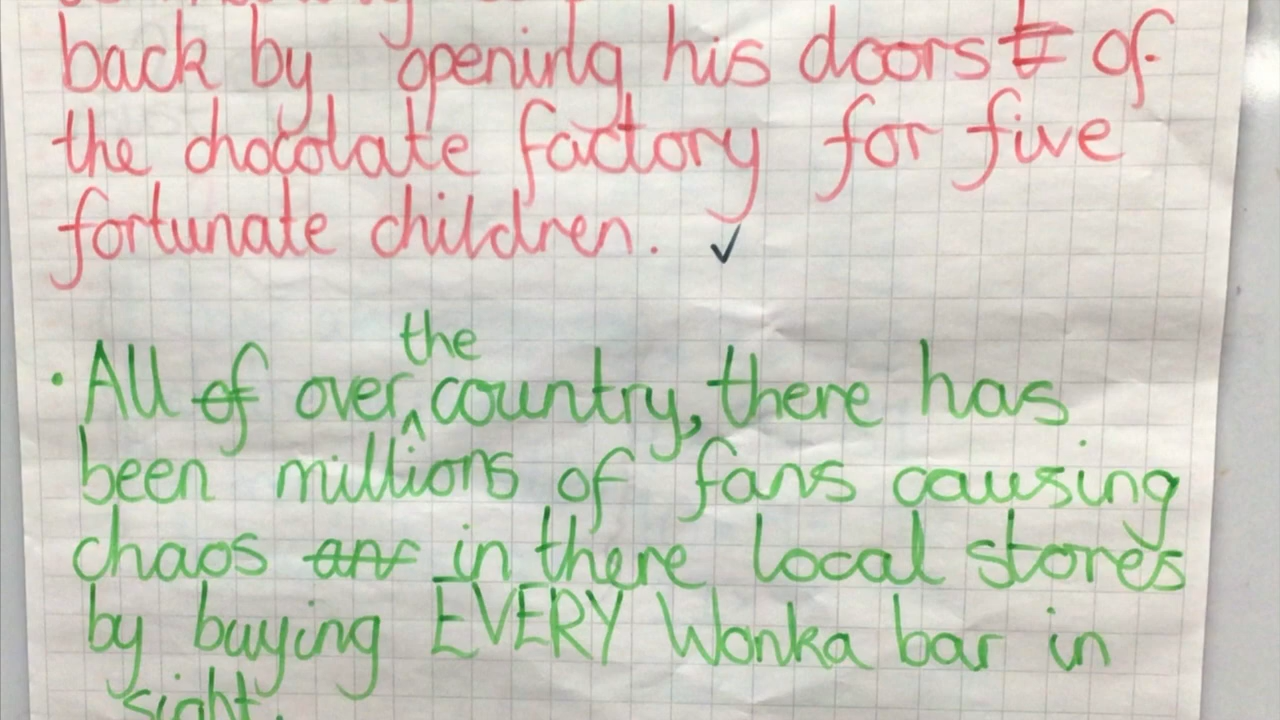 back by opening his doors of
the chocolate factory for five
fortunate children. ✓
the
· All of over ^ country, there has
been millions of fans causing
chaos in there local stores
by buying EVERY Wonka bar in
sight.